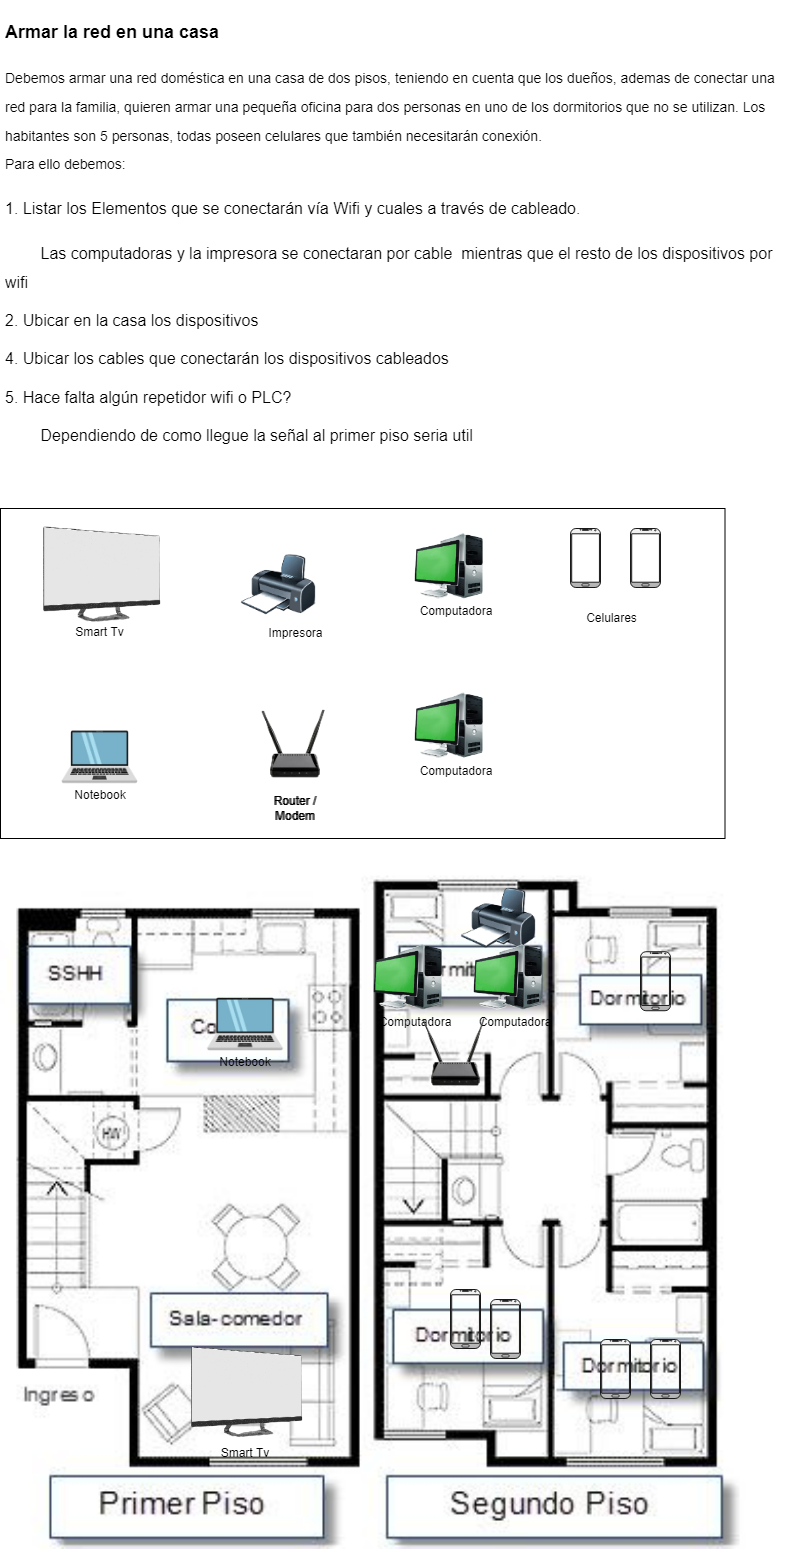 Armar la red en una casa
Debemos armar una red doméstica en una casa de dos pisos, teniendo en cuenta que los dueños, ademas de conectar una
red para la familia, quieren armar una pequeña oficina para dos personas en uno de los dormitorios que no se utilizan. Los
habitantes son 5 personas, todas poseen celulares que también necesitarán conexión.
Para ello debemos:
1. Listar los Elementos que se conectarán vía Wifi y cuales a través de cableado.
Las computadoras y la impresora se conectaran por cable  mientras que el resto de los dispositivos por
wifi
2. Ubicar en la casa los dispositivos
4. Ubicar los cables que conectarán los dispositivos cableados
5. Hace falta algún repetidor wifi o PLC?
Dependiendo de como llegue la señal al primer piso seria util
Smart Tv
Impresora
Computadora
Celulares
Notebook
Router /
Modem
Computadora
SSHH
Co
Notebook
HW
Sala-comedor
Ingreso
Smart Tv
Primer Piso
rmit
Computadora
Computadora
Dormitorio
Dormitorio
Dormitorio
Segundo Piso